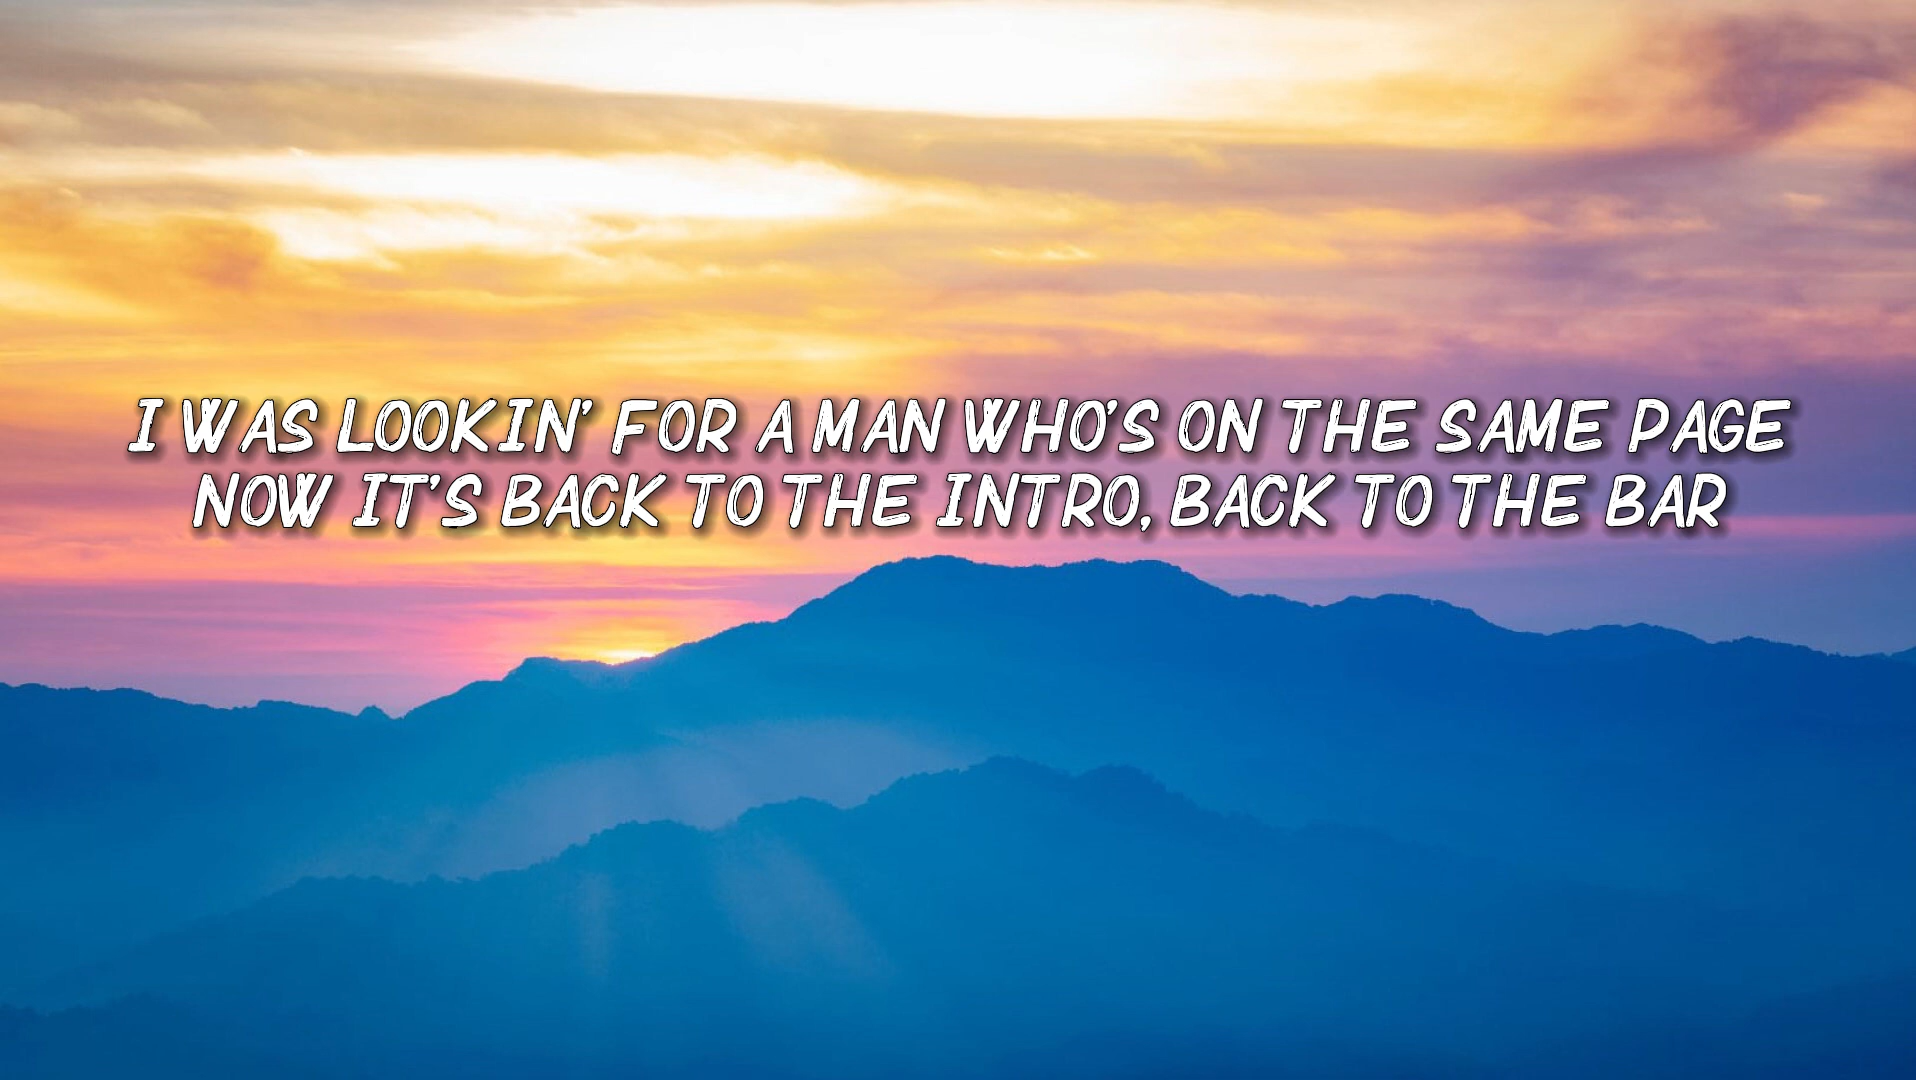 I WAS LOOKIN' FOR A MAN WHO'S ON THE SAME PAGE
NOW IT'S BACK TO THE INTRO, BACK TO THE BAR